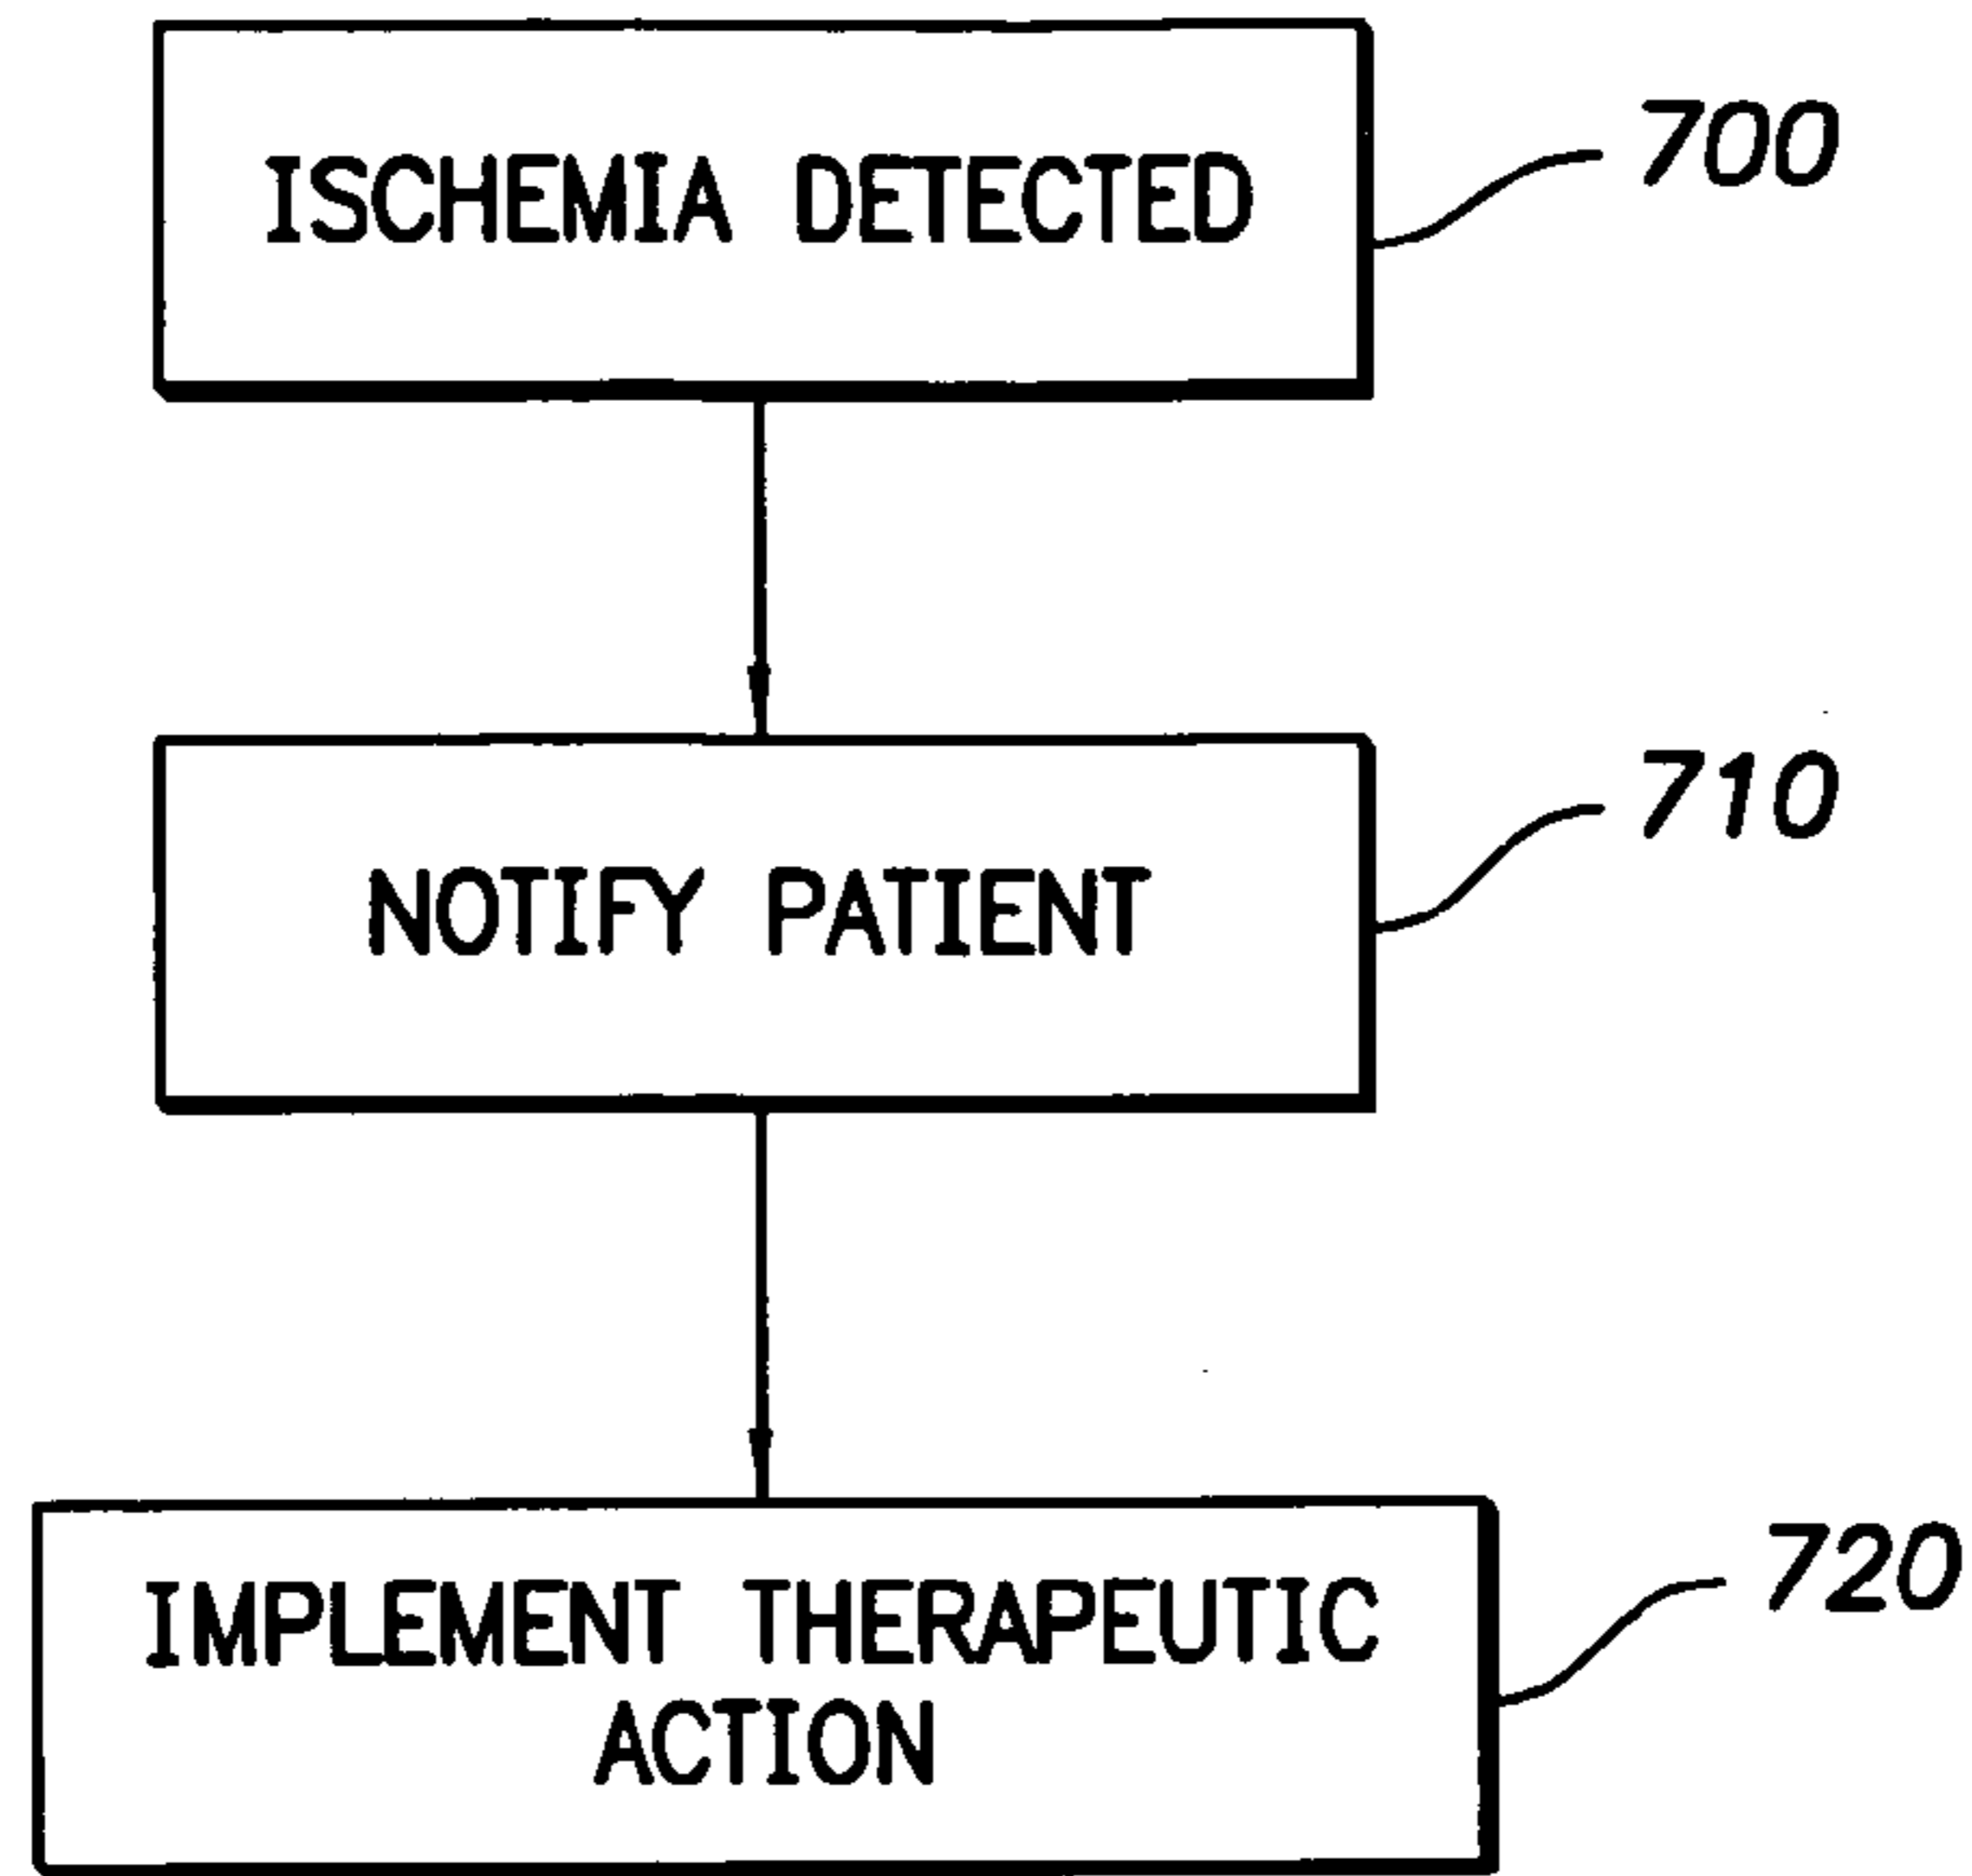 ISCHEMIA DETECTED
700
NOTIFY PATIENT
710
IMPLEMENT THERAPEUTIC
ACTION
720